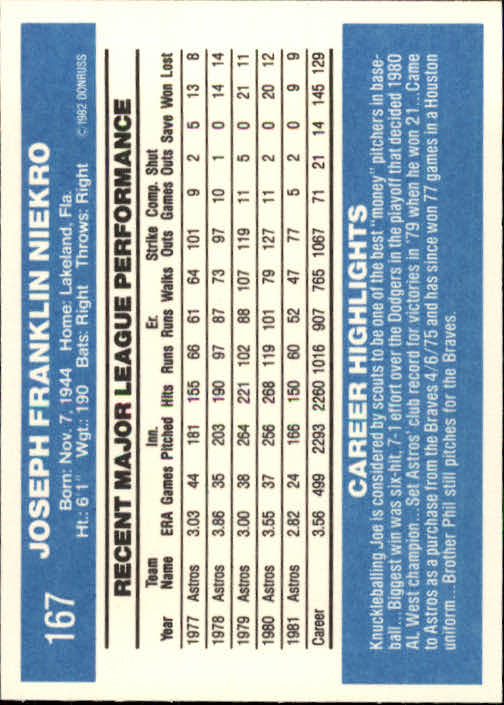 167
JOSEPH FRANKLIN NIEKRO
Born: Nov. 7, 1944 Home: Lakeland, Fla.
Ht.: 6'1" Wgt.: 190 Bats: Right Throws: Right © 1982 DONRUSS
RECENT MAJOR LEAGUE PERFORMANCE
Team Inn. Er. Strike Comp. Shut
Year Name ERA Games Pitched Hits Runs Runs Walks Outs Games Outs Save Won Lost
1977 Astros 3.03 44 181 155 66 61 64 101 9 2 5 13 8
1978 Astros 3.86 35 203 190 97 87 73 97 10 1 0 14 14
1979 Astros 3.00 38 264 221 102 88 107 119 11 5 0 21 11
1980 Astros 3.55 37 256 268 119 101 79 127 11 2 0 20 12
1981 Astros 2.82 24 166 150 60 52 47 77 5 2 0 9 9
Career 3.56 499 2293 2260 1016 907 765 1067 71 21 14 145 129
CAREER HIGHLIGHTS
Knuckleballing Joe is considered by scouts to be one of the best "money" pitchers in base-
ball... Biggest win was six-hit, 7-1 effort over the Dodgers in the playoff that decided 1980
AL West champion... Set Astros' club record for victories in '79 when he won 21... Came
to Astros as a purchase from the Braves 4/6/75 and has since won 77 games in a Houston
uniform... Brother Phil still pitches for the Braves.